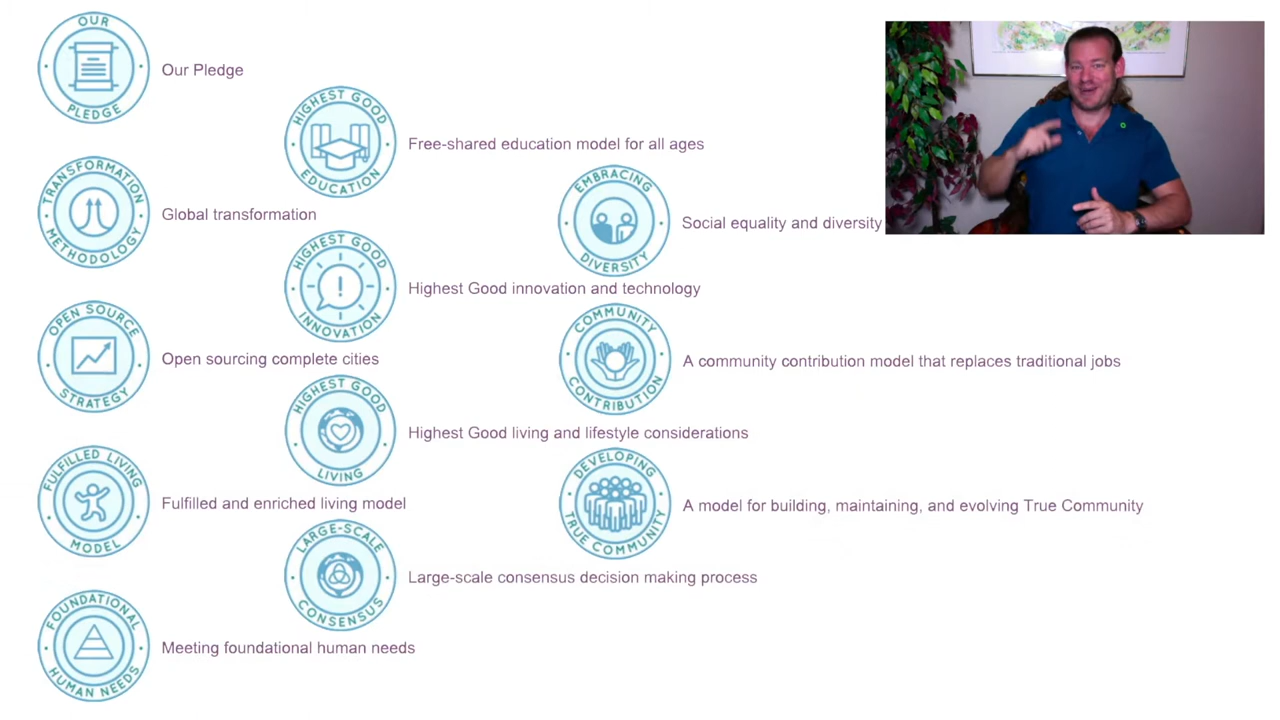 OUR
PLEDGE
Our Pledge
HIGHEST GOOD
EDUCATION
Free-shared education model for all ages
TRANSFORMATION
METHODOLOGY
Global transformation
EMBRACING
DIVERSITY
Social equality and diversity
HIGHEST GOOD
INNOVATION
Highest Good innovation and technology
OPEN SOURCE
STRATEGY
Open sourcing complete cities
COMMUNITY
CONTRIBUTION
A community contribution model that replaces traditional jobs
HIGHEST GOOD
LIVING
Highest Good living and lifestyle considerations
FULFILLED LIVING
MODEL
Fulfilled and enriched living model
DEVELOPING
TRUE COMMUNITY
A model for building, maintaining, and evolving True Community
LARGE-SCALE
CONSENSUS
Large-scale consensus decision making process
FOUNDATIONAL
HUMAN NEEDS
Meeting foundational human needs